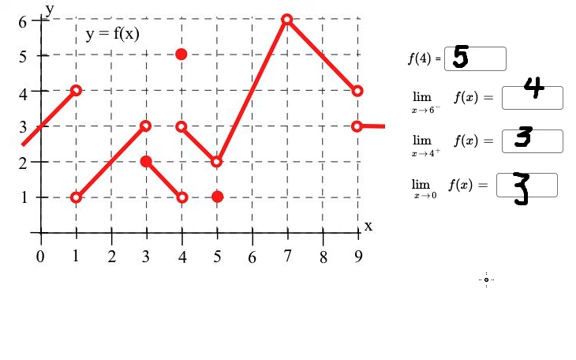 y
y = f(x)
6
5
4
3
2
1
0 1 2 3 4 5 6 7 8 9
x
f(4) = 5
lim x→6⁻ f(x) = 4
lim x→4⁺ f(x) = 3
lim x→0 f(x) = 3